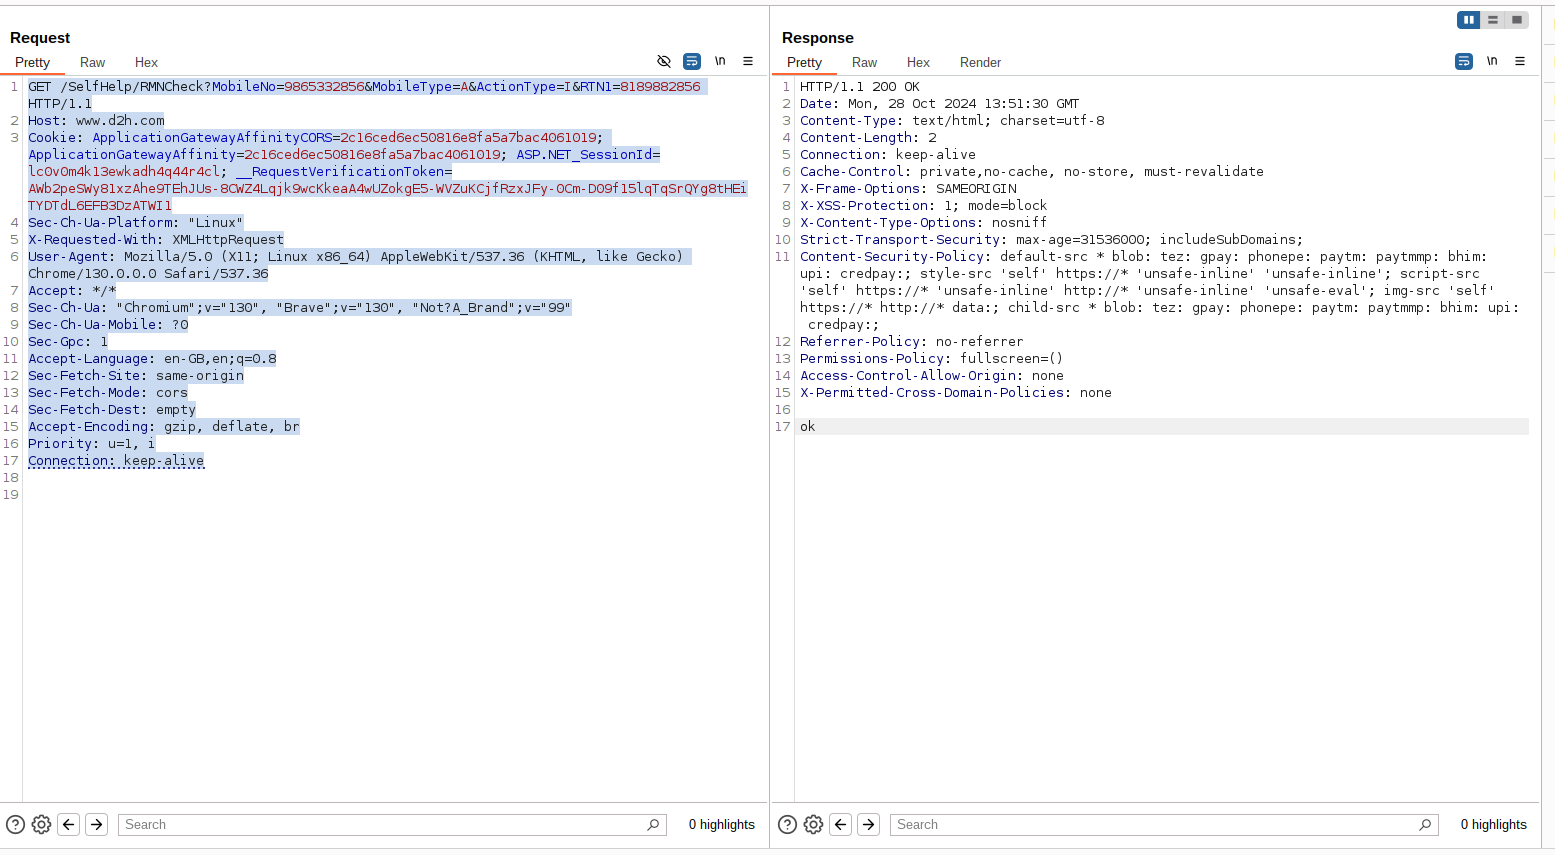 Request
Pretty Raw Hex
\n
1 GET /SelfHelp/RMNCheck?MobileNo=9865332856&MobileType=A&ActionType=I&RTN1=8189882856
HTTP/1.1
2 Host: www.d2h.com
3 Cookie: ApplicationGatewayAffinityCORS=2c16ced6ec50816e8fa5a7bac4061019;
ApplicationGatewayAffinity=2c16ced6ec50816e8fa5a7bac4061019; ASP.NET_SessionId=
lc0v0m4k13ewkadh4q44r4cl; __RequestVerificationToken=
AWb2peSWy81xzAhe9TEhJUs-8CWZ4Lqjk9wcKkeaA4wUZokgE5-WVZuKCjfRzxJFy-0Cm-D09f15lqTqSrQYg8tHEi
TYDTdL6EFB3DzATWI1
4 Sec-Ch-Ua-Platform: "Linux"
5 X-Requested-With: XMLHttpRequest
6 User-Agent: Mozilla/5.0 (X11; Linux x86_64) AppleWebKit/537.36 (KHTML, like Gecko)
Chrome/130.0.0.0 Safari/537.36
7 Accept: */*
8 Sec-Ch-Ua: "Chromium";v="130", "Brave";v="130", "Not?A_Brand";v="99"
9 Sec-Ch-Ua-Mobile: ?0
10 Sec-Gpc: 1
11 Accept-Language: en-GB,en;q=0.8
12 Sec-Fetch-Site: same-origin
13 Sec-Fetch-Mode: cors
14 Sec-Fetch-Dest: empty
15 Accept-Encoding: gzip, deflate, br
16 Priority: u=1, i
17 Connection: keep-alive
18
19
Search
0 highlights
Response
Pretty Raw Hex Render
\n
1 HTTP/1.1 200 OK
2 Date: Mon, 28 Oct 2024 13:51:30 GMT
3 Content-Type: text/html; charset=utf-8
4 Content-Length: 2
5 Connection: keep-alive
6 Cache-Control: private,no-cache, no-store, must-revalidate
7 X-Frame-Options: SAMEORIGIN
8 X-XSS-Protection: 1; mode=block
9 X-Content-Type-Options: nosniff
10 Strict-Transport-Security: max-age=31536000; includeSubDomains;
11 Content-Security-Policy: default-src * blob: tez: gpay: phonepe: paytm: paytmmp: bhim:
upi: credpay:; style-src 'self' https://* 'unsafe-inline' 'unsafe-inline'; script-src
'self' https://* 'unsafe-inline' http://* 'unsafe-inline' 'unsafe-eval'; img-src 'self'
https://* http://* data:; child-src * blob: tez: gpay: phonepe: paytm: paytmmp: bhim: upi:
credpay:;
12 Referrer-Policy: no-referrer
13 Permissions-Policy: fullscreen=()
14 Access-Control-Allow-Origin: none
15 X-Permitted-Cross-Domain-Policies: none
16
17 ok
Search
0 highlights